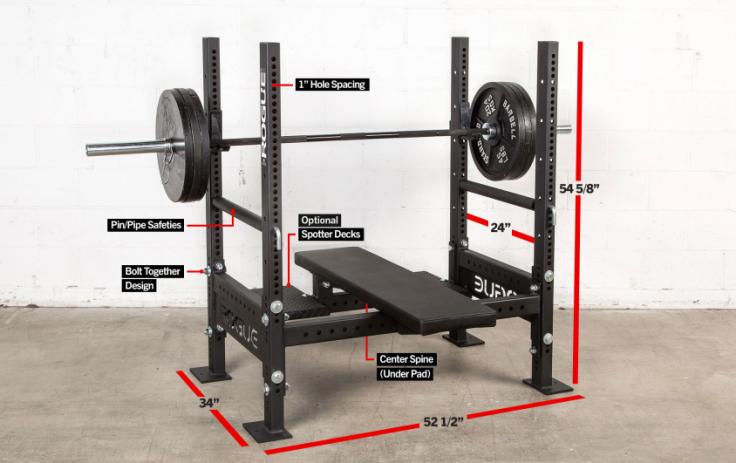 ROGUE
1” Hole Spacing
BARBELL
54 5/8”
Pin/Pipe Safeties
Optional
Spotter Decks
24”
Bolt Together
Design
ROGUE
Center Spine
(Under Pad)
34”
52 1/2”